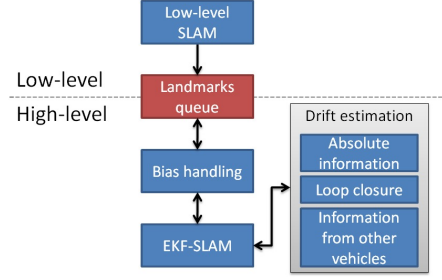 Low-level
SLAM
Low-level
Landmarks
queue
High-level
Drift estimation
Absolute
information
Bias handling
Loop closure
EKF-SLAM
Information
from other
vehicles